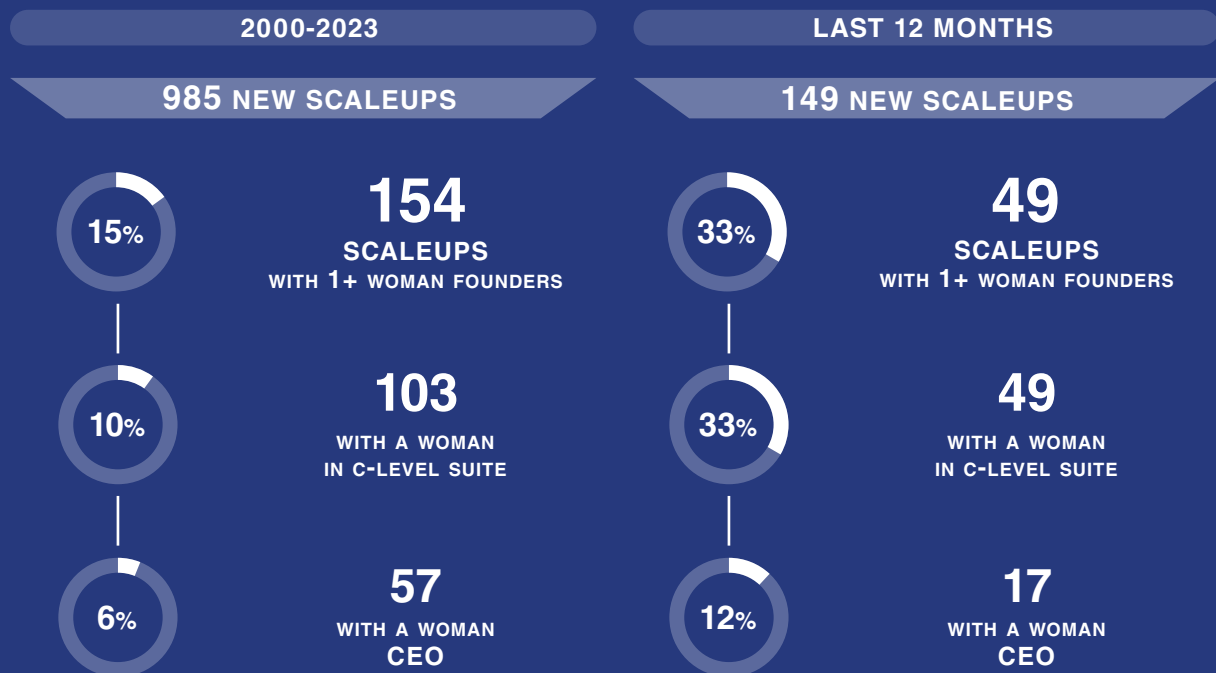 2000-2023
985 NEW SCALEUPS
15%
154
SCALEUPS
WITH 1+ WOMAN FOUNDERS
10%
103
WITH A WOMAN
IN C-LEVEL SUITE
6%
57
WITH A WOMAN
CEO
LAST 12 MONTHS
149 NEW SCALEUPS
33%
49
SCALEUPS
WITH 1+ WOMAN FOUNDERS
33%
49
WITH A WOMAN
IN C-LEVEL SUITE
12%
17
WITH A WOMAN
CEO